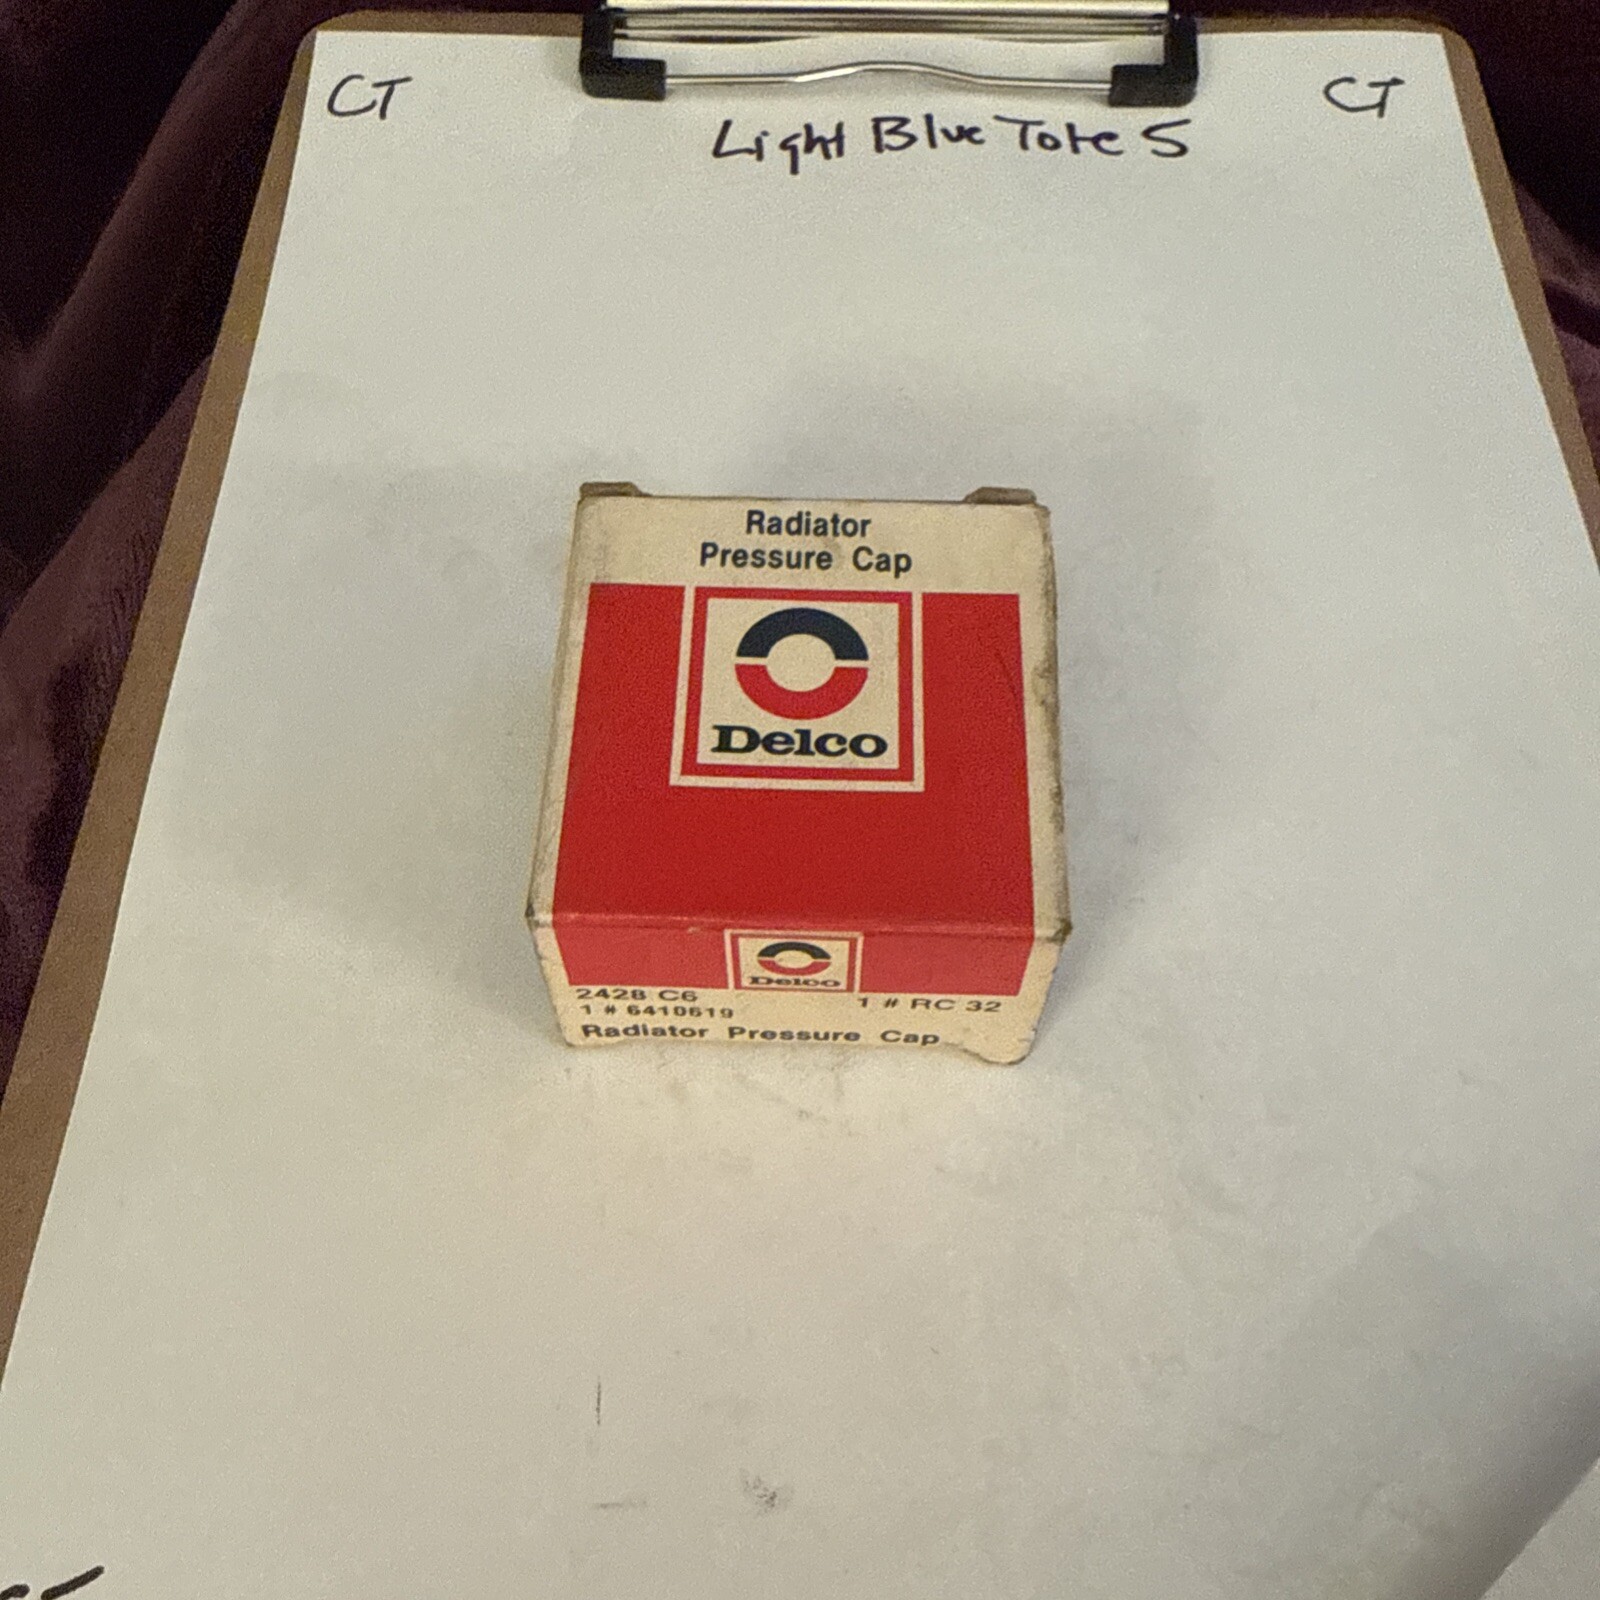 CT
CT
Light Blue Tote 5
Radiator
Pressure Cap
Delco
Delco
2428 C6
1 # RC 32
1 # 6410619
Radiator Pressure Cap